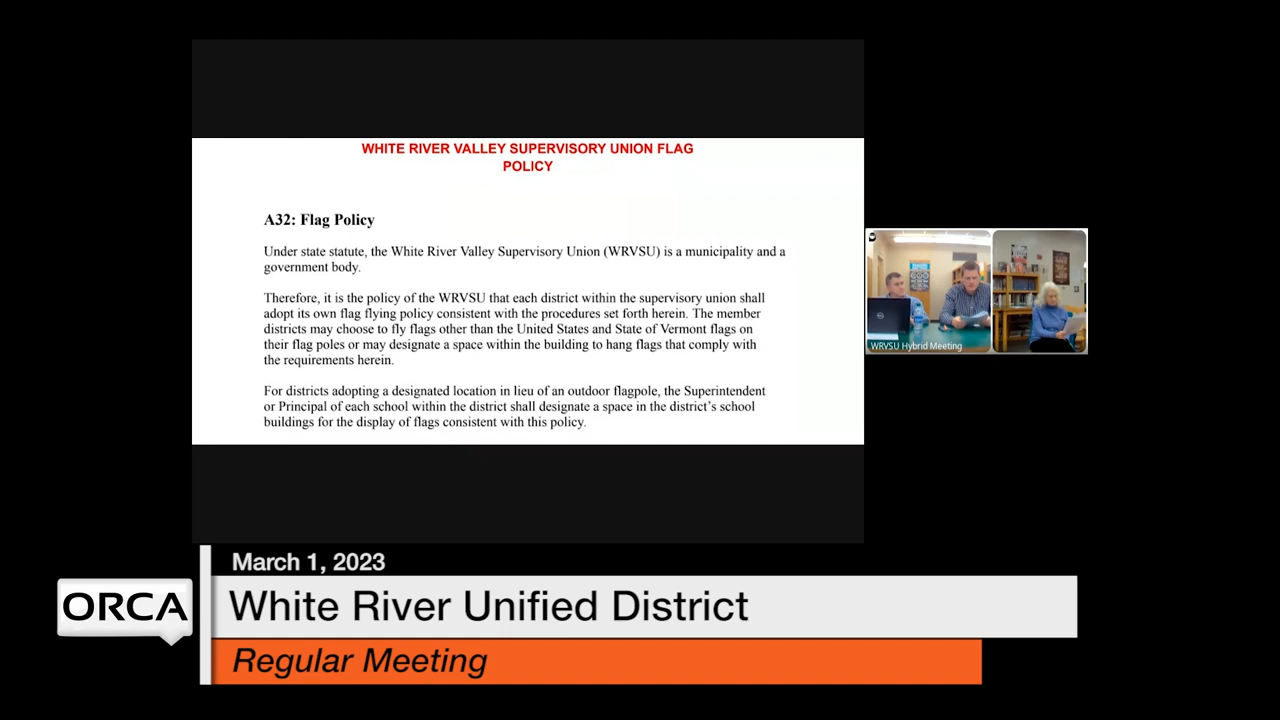 WHITE RIVER VALLEY SUPERVISORY UNION FLAG
POLICY
A32: Flag Policy
Under state statute, the White River Valley Supervisory Union (WRVSU) is a municipality and a
government body.
Therefore, it is the policy of the WRVSU that each district within the supervisory union shall
adopt its own flag flying policy consistent with the procedures set forth herein. The member
districts may choose to fly flags other than the United States and State of Vermont flags on
their flag poles or may designate a space within the building to hang flags that comply with
the requirements herein.
For districts adopting a designated location in lieu of an outdoor flagpole, the Superintendent
or Principal of each school within the district shall designate a space in the district's school
buildings for the display of flags consistent with this policy.
WRVSU Hybrid Meeting
March 1, 2023
ORCA
White River Unified District
Regular Meeting